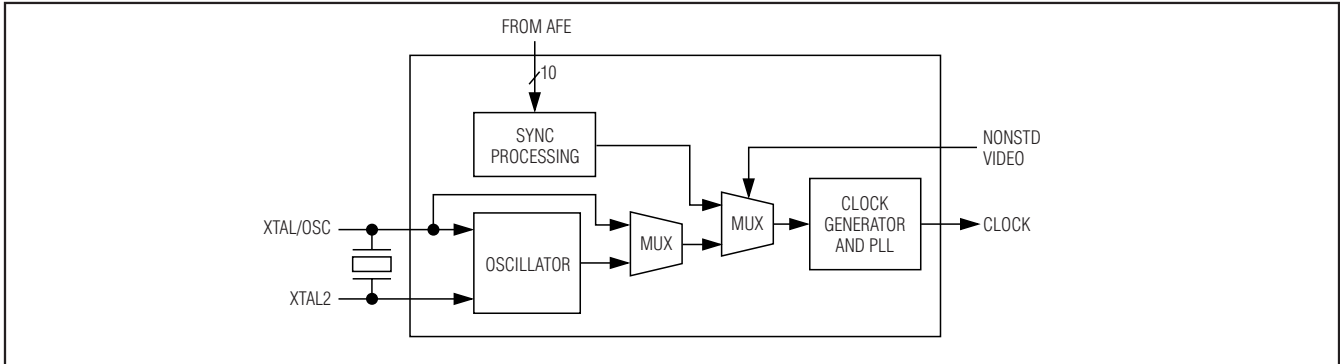 FROM AFE
10
SYNC
PROCESSING
NONSTD
VIDEO
CLOCK
GENERATOR
AND PLL
MUX
CLOCK
XTAL/OSC
MUX
OSCILLATOR
XTAL2